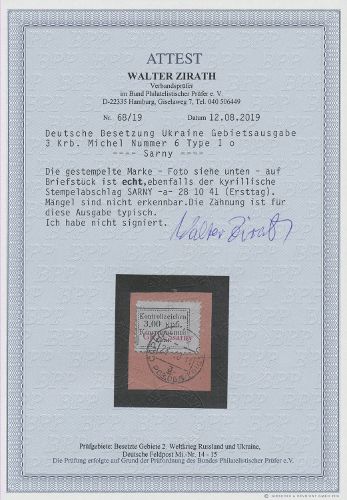 ATTEST
WALTER ZIRATH
Verbandsprüfer
im Bund Philatelistischer Prüfer e. V.
D-22335 Hamburg, Giselaweg 7, Tel. 040 506449
Nr. 68/19 Datum 12.08.2019
Deutsche Besetzung Ukraine Gebietsausgabe
3 Krb. Michel Nummer 6 Type I o
---- Sarny ----
Die gestempelte Marke - Foto siehe unten - auf
Briefstück ist echt,ebenfalls der kyrillische
Stempelabschlag SARNY -a- 28 10 41 (Ersttag).
Mängel sind nicht erkennbar.Die Zähnung ist für
diese Ausgabe typisch.
Ich habe nicht signiert.
Walter Zirath
Kontrollzeichen
3,00 крб.
Prüfgebiete: Besetzte Gebiete 2. Weltkrieg Russland und Ukraine,
Deutsche Feldpost Mi.-Nr. 14 - 15
Die Prüfung erfolgte auf Grund der Prüfordnung des Bundes Philatelistischer Prüfer e.V.